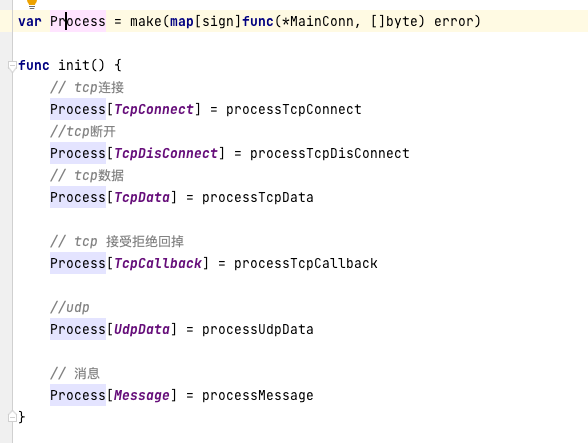 var Process = make(map[sign]func(*MainConn, []byte) error)
func init() {
// tcp连接
Process[TcpConnect] = processTcpConnect
//tcp断开
Process[TcpDisConnect] = processTcpDisConnect
// tcp数据
Process[TcpData] = processTcpData
// tcp 接受拒绝回掉
Process[TcpCallback] = processTcpCallback
//udp
Process[UdpData] = processUdpData
// 消息
Process[Message] = processMessage
}